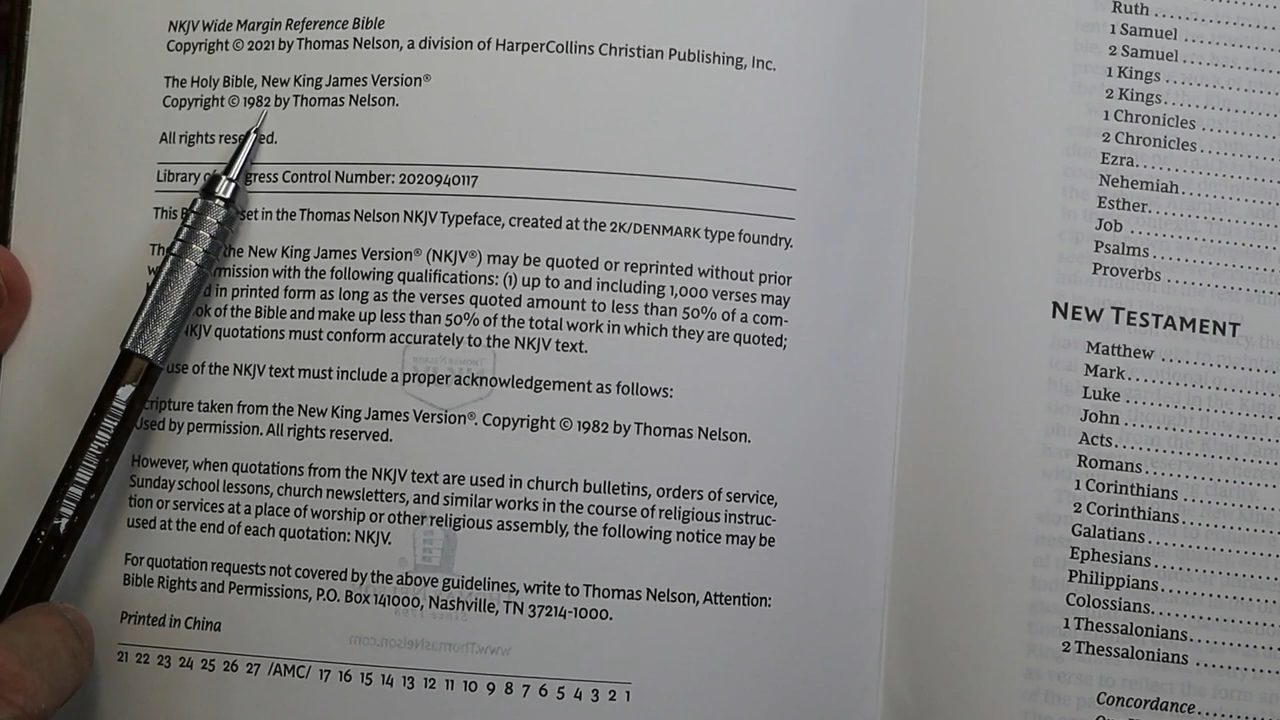 NKJV Wide Margin Reference Bible
Copyright © 2021 by Thomas Nelson, a division of HarperCollins Christian Publishing, Inc.
The Holy Bible, New King James Version®
Copyright © 1982 by Thomas Nelson.
All rights reserved.
Library of Congress Control Number: 2020940117
This set in the Thomas Nelson NKJV Typeface, created at the 2K/DENMARK type foundry.
the New King James Version® (NKJV®) may be quoted or reprinted without prior
with the following qualifications: (1) up to and including 1,000 verses may
in printed form as long as the verses quoted amount to less than 50% of a com-
of the Bible and make up less than 50% of the total work in which they are quoted;
NKJV quotations must conform accurately to the NKJV text.
use of the NKJV text must include a proper acknowledgement as follows:
Scripture taken from the New King James Version®. Copyright © 1982 by Thomas Nelson.
Used by permission. All rights reserved.
However, when quotations from the NKJV text are used in church bulletins, orders of service,
Sunday school lessons, church newsletters, and similar works in the course of religious instruc-
tion or services at a place of worship or other religious assembly, the following notice may be
used at the end of each quotation: NKJV.
For quotation requests not covered by the above guidelines, write to Thomas Nelson, Attention:
Bible Rights and Permissions, P.O. Box 141000, Nashville, TN 37214-1000.
Printed in China
21 22 23 24 25 26 27 /AMC/ 17 16 15 14 13 12 11 10 9 8 7 6 5 4 3 2 1
Ruth
1 Samuel
2 Samuel
1 Kings
2 Kings
1 Chronicles
2 Chronicles
Ezra
Nehemiah
Esther
Job
Psalms
Proverbs
NEW TESTAMENT
Matthew
Mark
Luke
John
Acts
Romans
1 Corinthians
2 Corinthians
Galatians
Ephesians
Philippians
Colossians
1 Thessalonians
2 Thessalonians
Concordance